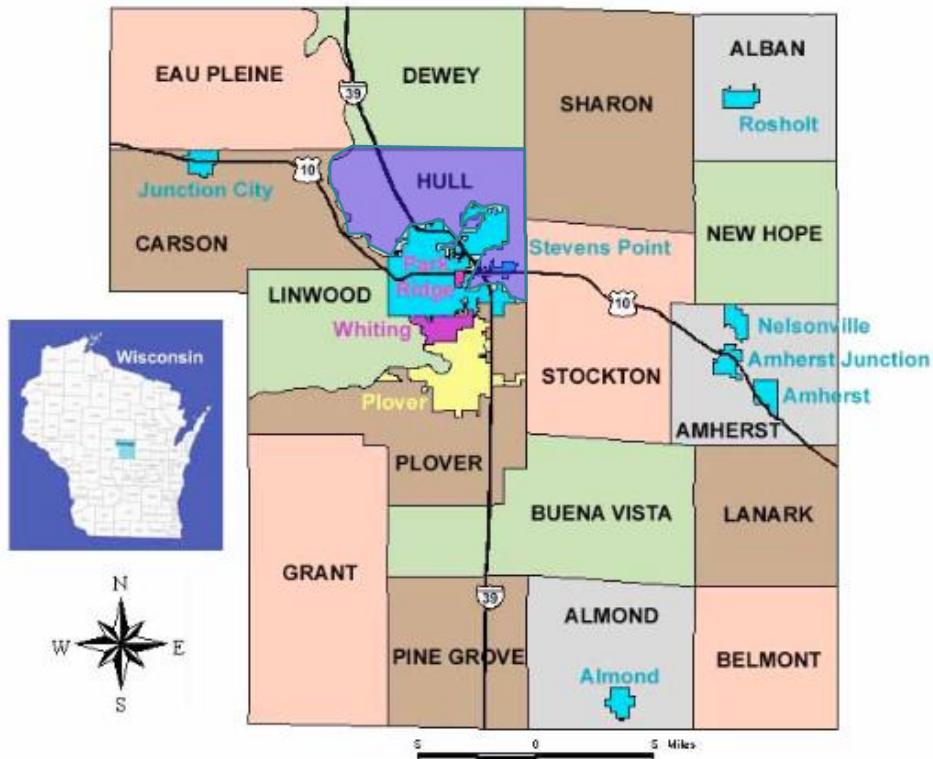 EAU PLEINE
DEWEY
39
SHARON
ALBAN
Rosholt
10
HULL
Junction City
CARSON
NEW HOPE
Stevens Point
Park
Ridge
LINWOOD
10
Whiting
Nelsonville
Amherst Junction
Amherst
STOCKTON
Plover
AMHERST
Wisconsin
PLOVER
BUENA VISTA
LANARK
GRANT
39
ALMOND
PINE GROVE
BELMONT
Almond
N
W E
S
5 0 5 Miles